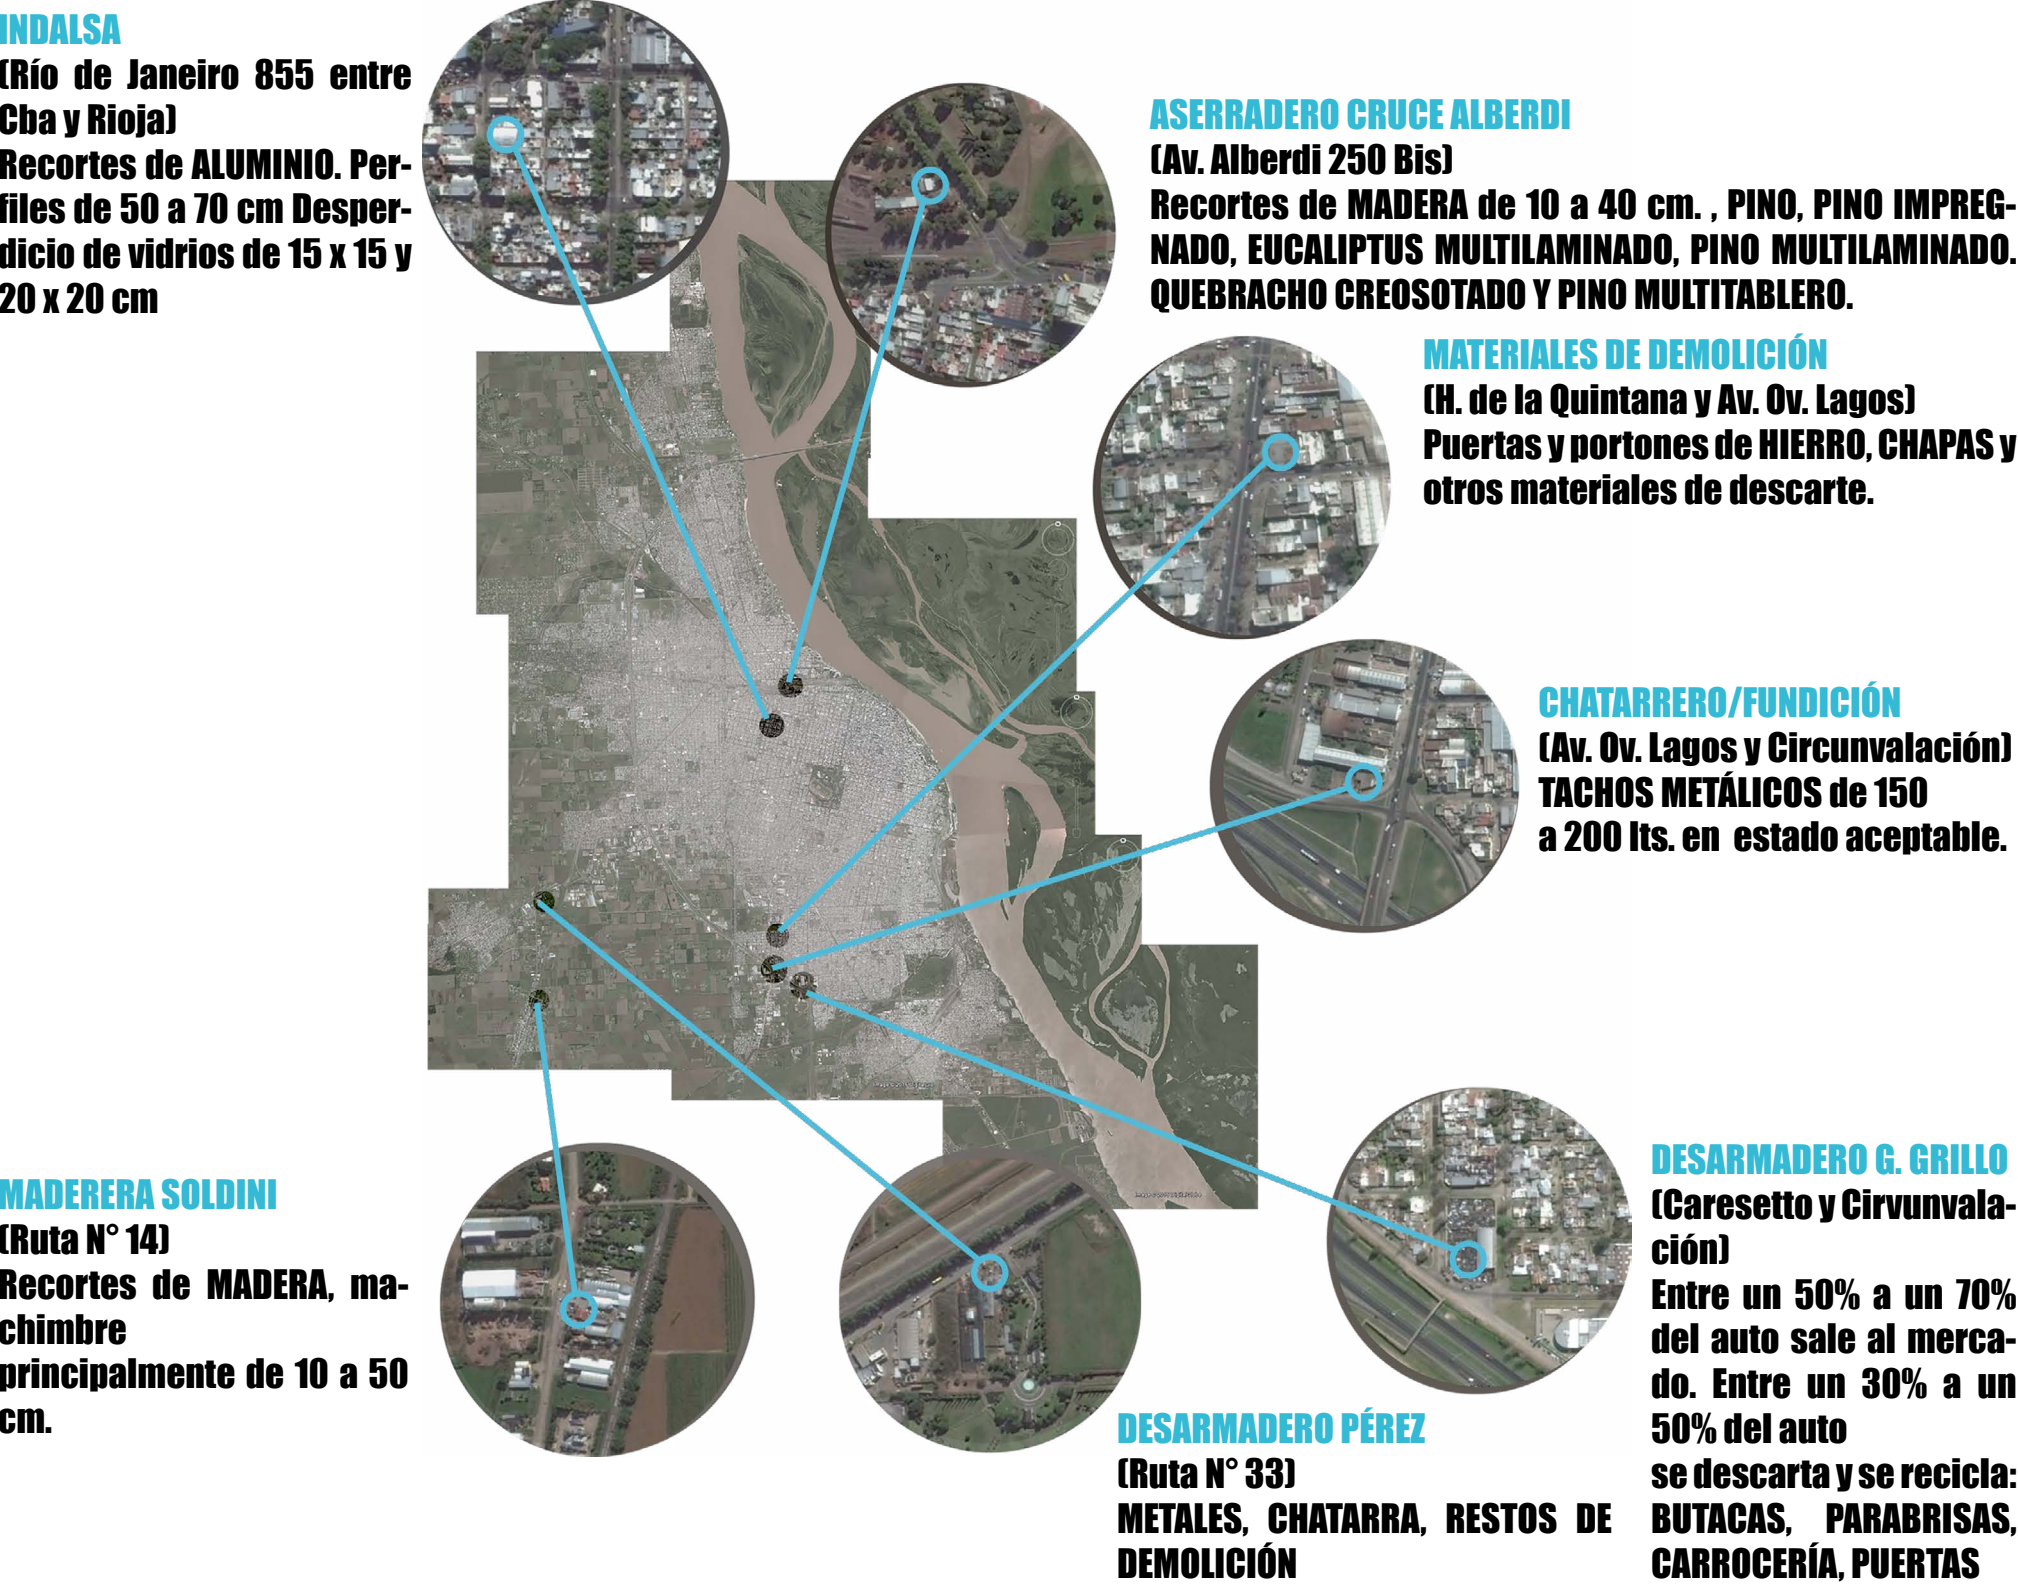 INDALSA
(Río de Janeiro 855 entre
Cba y Rioja)
Recortes de ALUMINIO. Per-
files de 50 a 70 cm Desper-
dicio de vidrios de 15 x 15 y
20 x 20 cm
ASERRADERO CRUCE ALBERDI
(Av. Alberdi 250 Bis)
Recortes de MADERA de 10 a 40 cm. , PINO, PINO IMPREG-
NADO, EUCALIPTUS MULTILAMINADO, PINO MULTILAMINADO.
QUEBRACHO CREOSOTADO Y PINO MULTITABLERO.
MATERIALES DE DEMOLICIÓN
(H. de la Quintana y Av. Ov. Lagos)
Puertas y portones de HIERRO, CHAPAS y
otros materiales de descarte.
CHATARRERO/FUNDICIÓN
(Av. Ov. Lagos y Circunvalación)
TACHOS METÁLICOS de 150
a 200 lts. en estado aceptable.
MADERERA SOLDINI
(Ruta N° 14)
Recortes de MADERA, ma-
chimbre
principalmente de 10 a 50
cm.
DESARMADERO PÉREZ
(Ruta N° 33)
METALES, CHATARRA, RESTOS DE
DEMOLICIÓN
DESARMADERO G. GRILLO
(Caresetto y Cirvunvala-
ción)
Entre un 50% a un 70%
del auto sale al merca-
do. Entre un 30% a un
50% del auto
se descarta y se recicla:
BUTACAS, PARABRISAS,
CARROCERÍA, PUERTAS